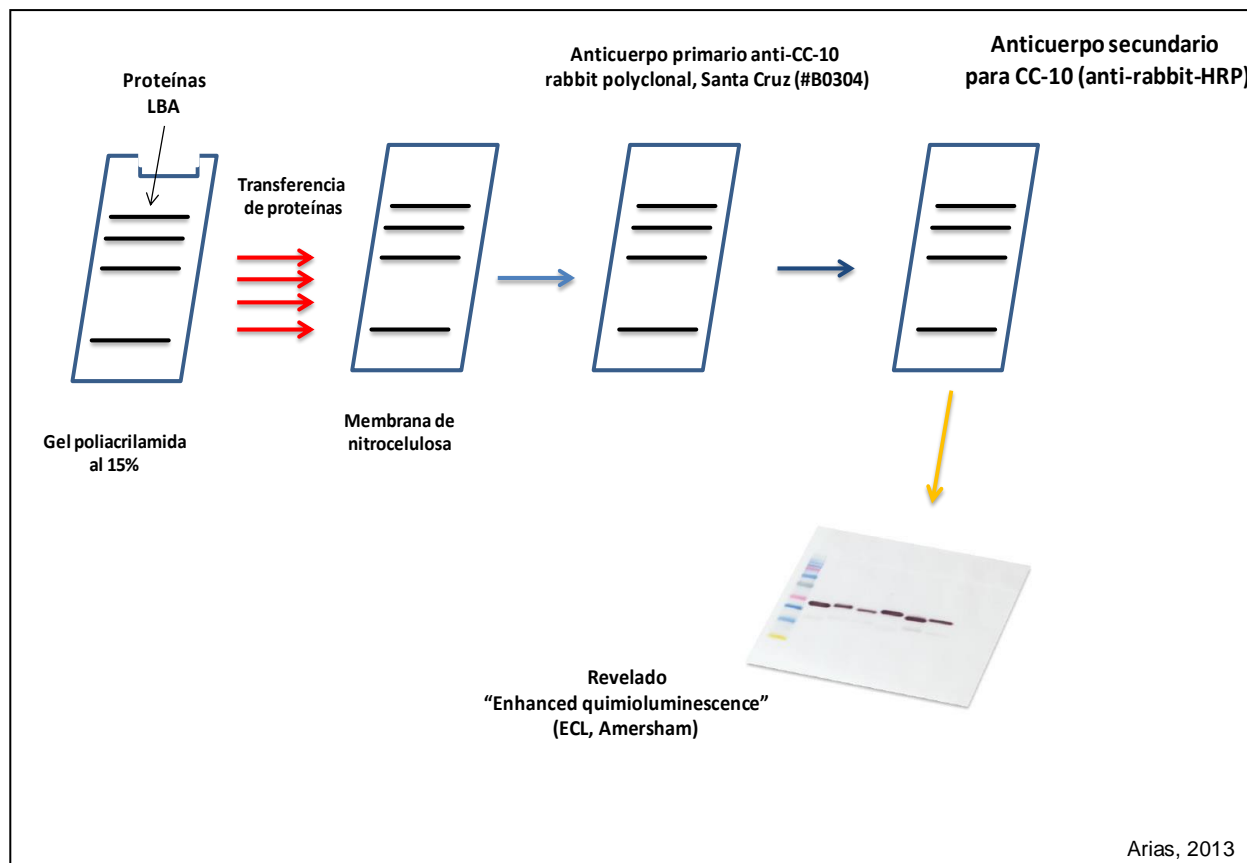 Proteínas
LBA
Anticuerpo primario anti-CC-10
rabbit polyclonal, Santa Cruz (#B0304)
Anticuerpo secundario
para CC-10 (anti-rabbit-HRP)
Transferencia
de proteínas
Gel poliacrilamida
al 15%
Membrana de
nitrocelulosa
Revelado
“Enhanced quimioluminescence”
(ECL, Amersham)
Arias, 2013